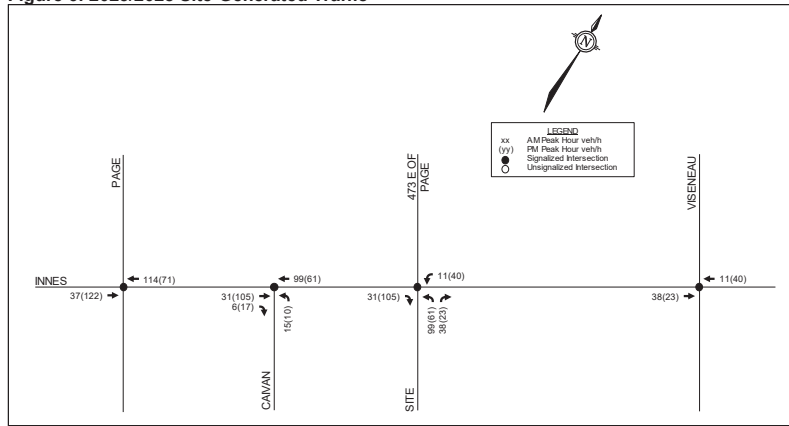 Figure 6: 2023/2028 Site-Generated Traffic
N
LEGEND
xx AM Peak Hour veh/h
(yy) PM Peak Hour veh/h
Signalized Intersection
Unsignalized Intersection
PAGE
473 E OF
PAGE
VISENEAU
INNES
114(71)
37(122)
99(61)
31(105)
6(17)
15(10)
11(40)
31(105)
99(61)
38(23)
11(40)
38(23)
CAIVAN
SITE